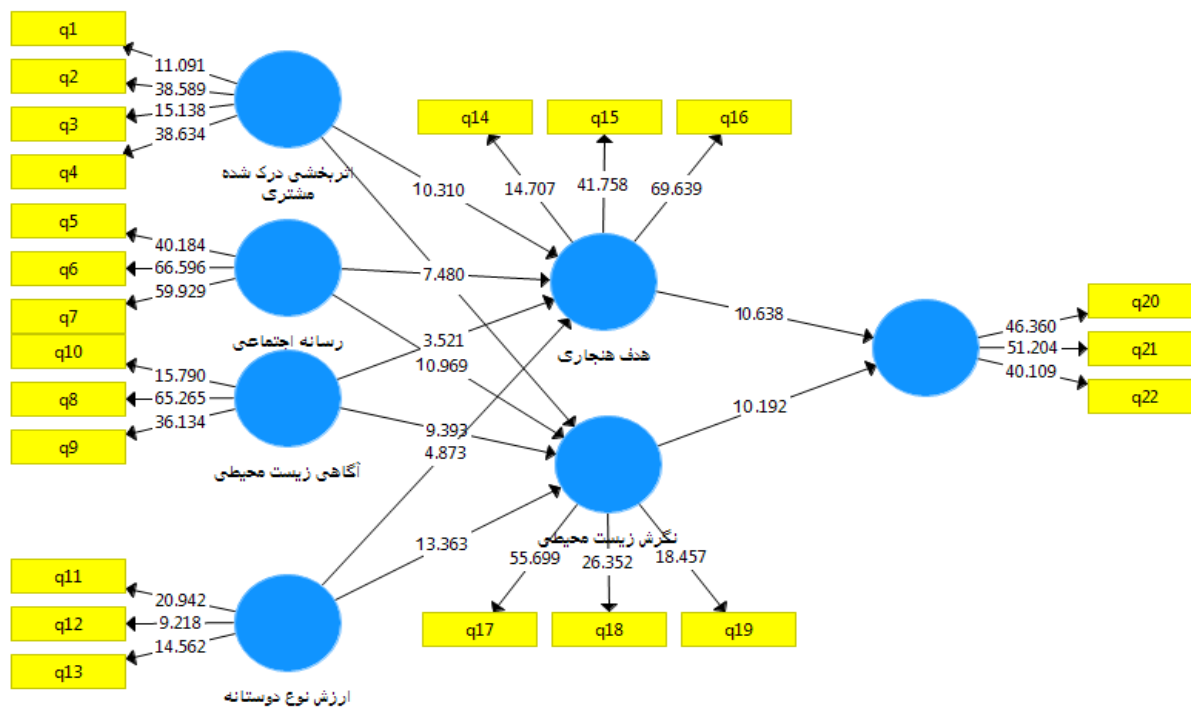 q1
q2
q3
q4
11.091
38.589
15.138
38.634
اثربخشی درک شده
مشتری
q5
q6
q7
40.184
66.596
59.929
رسانه اجتماعی
q10
q8
q9
15.790
65.265
36.134
آگاهی زیست محیطی
q11
q12
q13
20.942
9.218
14.562
ارزش نوع دوستانه
10.310
7.480
3.521
10.969
9.393
4.873
13.363
q14
q15
q16
14.707
41.758
69.639
هدف هنجاری
نگرش زیست محیطی
55.699
26.352
18.457
q17
q18
q19
10.638
10.192
46.360
51.204
40.109
q20
q21
q22